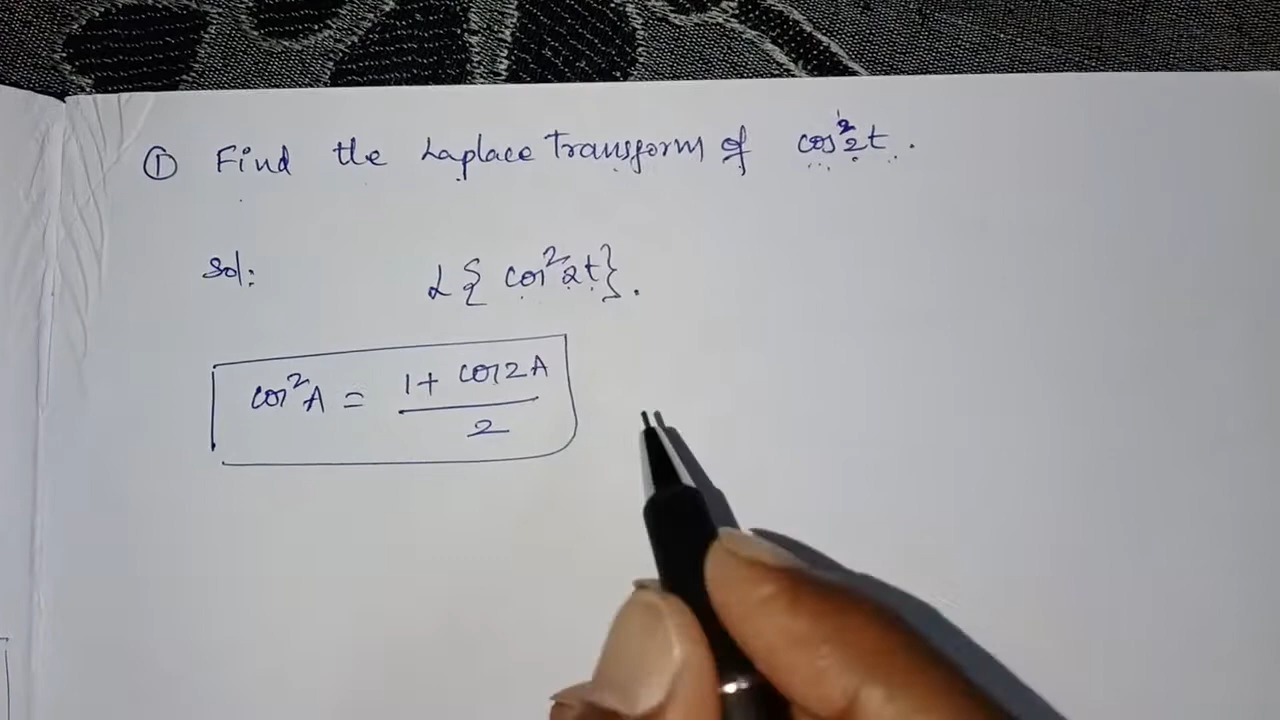 ① Find the Laplace Transform of cos²2t.
Sol: L{cos²2t}.
cos²A = 1 + cos2A / 2